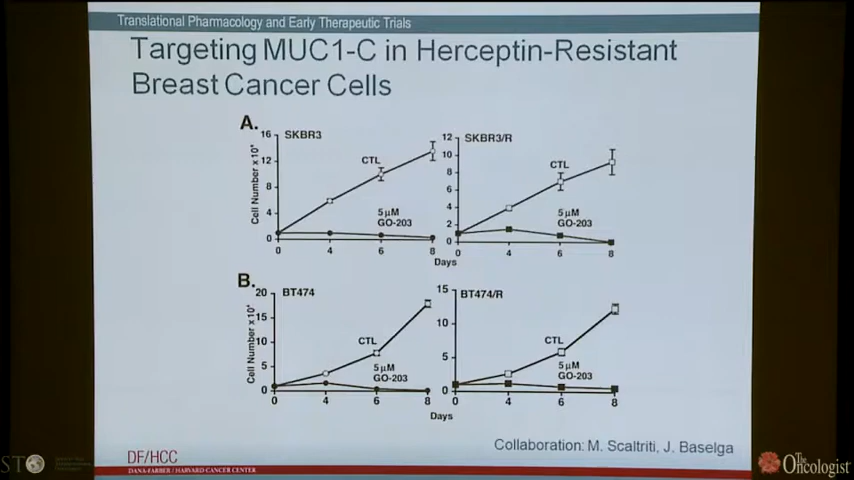 Translational Pharmacology and Early Therapeutic Trials
Targeting MUC1-C in Herceptin-Resistant
Breast Cancer Cells
A.
SKBR3
Cell Number x 10⁴
16
12
8
4
0
CTL
5 µM
GO-203
0 4 6 8
SKBR3/R
12
10
8
6
4
2
0
CTL
5 µM
GO-203
0 4 6 8
Days
B.
BT474
Cell Number x 10⁴
20
15
10
5
0
CTL
5 µM
GO-203
0 4 6 8
BT474/R
15
10
5
0
CTL
5 µM
GO-203
0 4 6 8
Days
Collaboration: M. Scaltriti, J. Baselga
DF/HCC
DANA-FARBER / HARVARD CANCER CENTER
STO
The
Oncologist